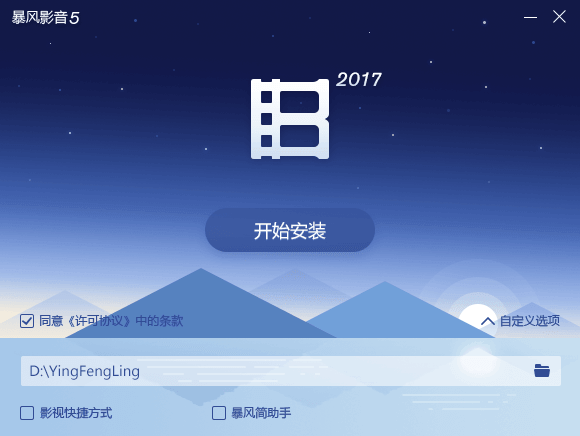 暴风影音5
2017
开始安装
同意《许可协议》中的条款
自定义选项
D:\YingFengLing
影视快捷方式
暴风简助手